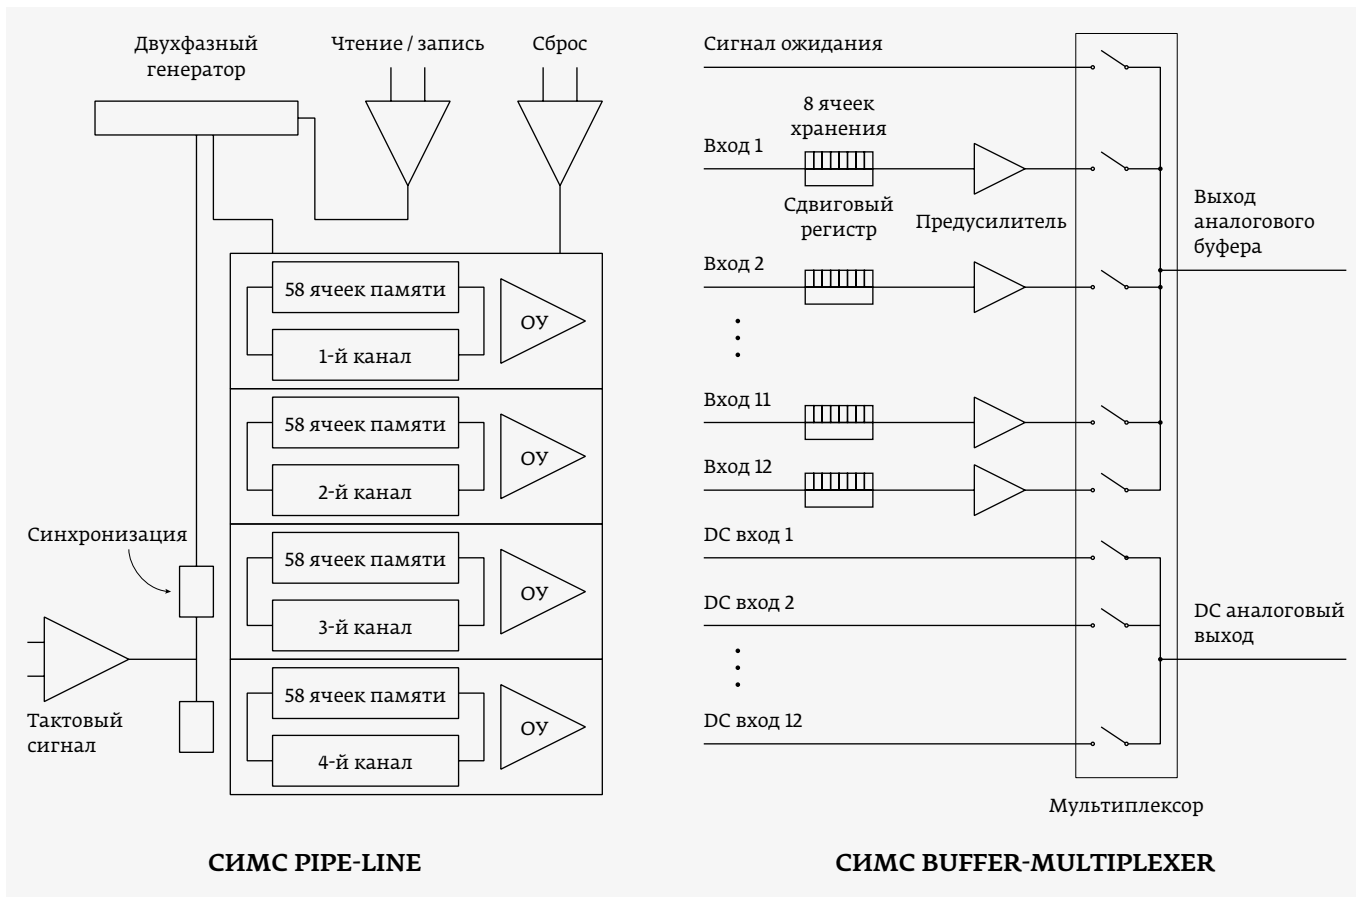 Двухфазный
генератор
Чтение / запись
Сброс
58 ячеек памяти
1-й канал
ОУ
58 ячеек памяти
2-й канал
ОУ
Синхронизация
58 ячеек памяти
3-й канал
ОУ
Тактовый
сигнал
58 ячеек памяти
4-й канал
ОУ
СИМС PIPE-LINE
Сигнал ожидания
8 ячеек
хранения
Вход 1
Сдвиговый
регистр
Предусилитель
Выход
аналогового
буфера
Вход 2
Вход 11
Вход 12
DC вход 1
DC вход 2
DC аналоговый
выход
DC вход 12
Мультиплексор
СИМС BUFFER-MULTIPLEXER